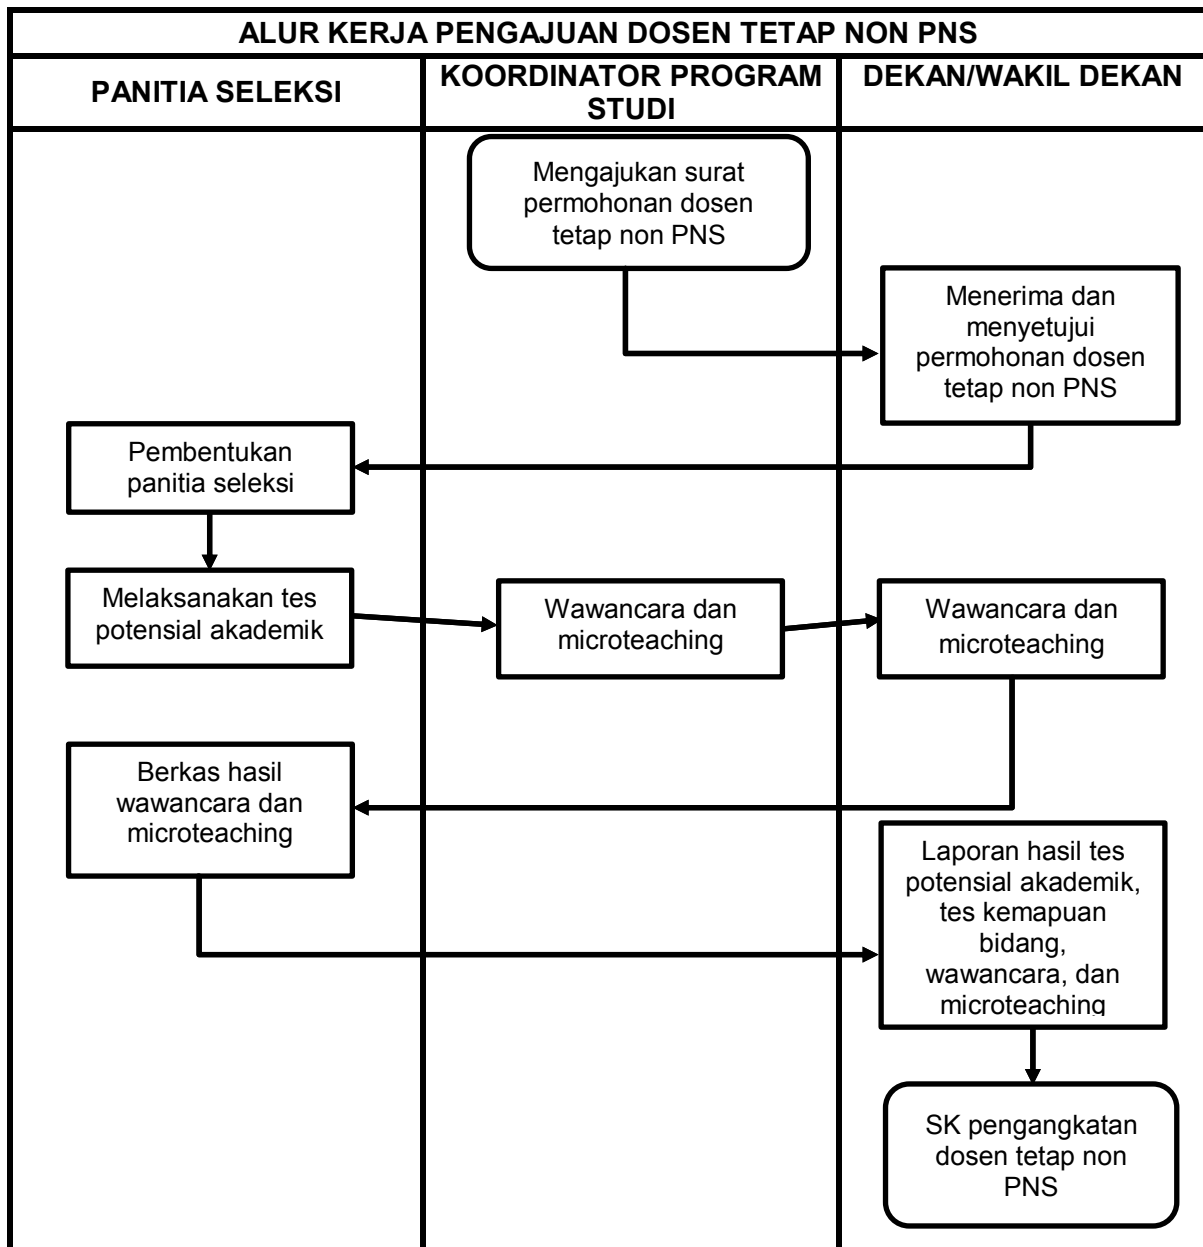 ALUR KERJA PENGAJUAN DOSEN TETAP NON PNS
PANITIA SELEKSI
KOORDINATOR PROGRAM
STUDI
DEKAN/WAKIL DEKAN
Mengajukan surat
permohonan dosen
tetap non PNS
Menerima dan
menyetujui
permohonan dosen
tetap non PNS
Pembentukan
panitia seleksi
Melaksanakan tes
potensial akademik
Wawancara dan
microteaching
Wawancara dan
microteaching
Berkas hasil
wawancara dan
microteaching
Laporan hasil tes
potensial akademik,
tes kemapuan
bidang,
wawancara, dan
microteaching
SK pengangkatan
dosen tetap non
PNS